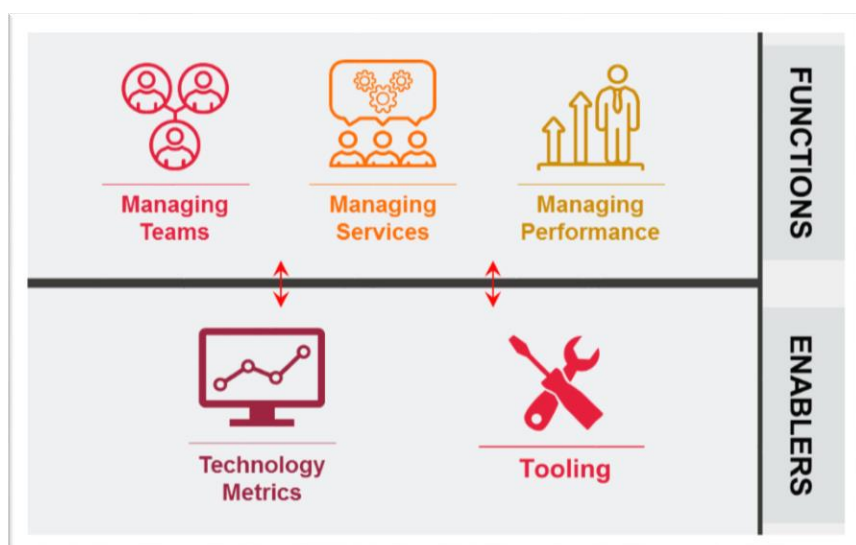 Managing
Teams
Managing
Services
Managing
Performance
FUNCTIONS
Technology
Metrics
Tooling
ENABLERS